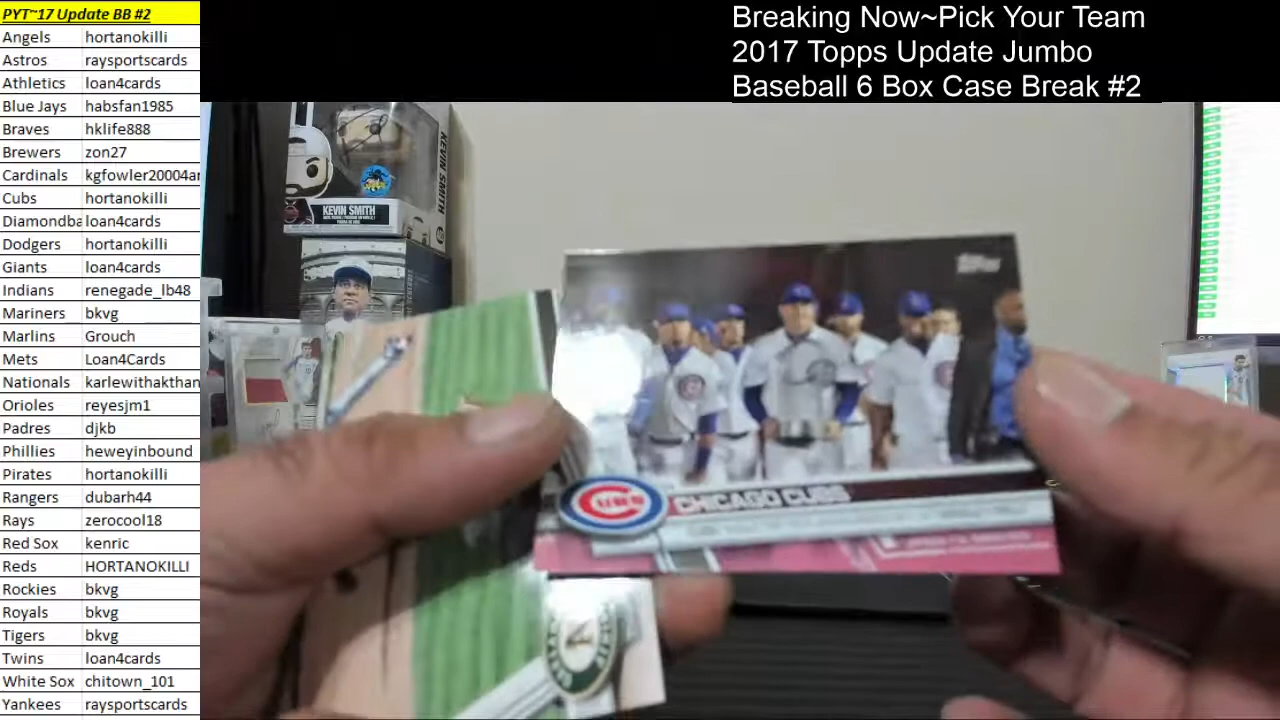 PYT~17 Update BB #2
Angels hortanokilli
Astros raysportscards
Athletics loan4cards
Blue Jays habsfan1985
Braves hklife888
Brewers zon27
Cardinals kgfowler20004ar
Cubs hortanokilli
Diamondba loan4cards
Dodgers hortanokilli
Giants loan4cards
Indians renegade_lb48
Mariners bkvg
Marlins Grouch
Mets Loan4Cards
Nationals karlewithakthan
Orioles reyesjm1
Padres djkb
Phillies heweyinbound
Pirates hortanokilli
Rangers dubarh44
Rays zerocool18
Red Sox kenric
Reds HORTANOKILLI
Rockies bkvg
Royals bkvg
Tigers bkvg
Twins loan4cards
White Sox chitown_101
Yankees raysportscards
Breaking Now~Pick Your Team
2017 Topps Update Jumbo
Baseball 6 Box Case Break #2
KEVIN SMITH
KEVIN SMITH
Topps
CUBS
CHICAGO CUBS